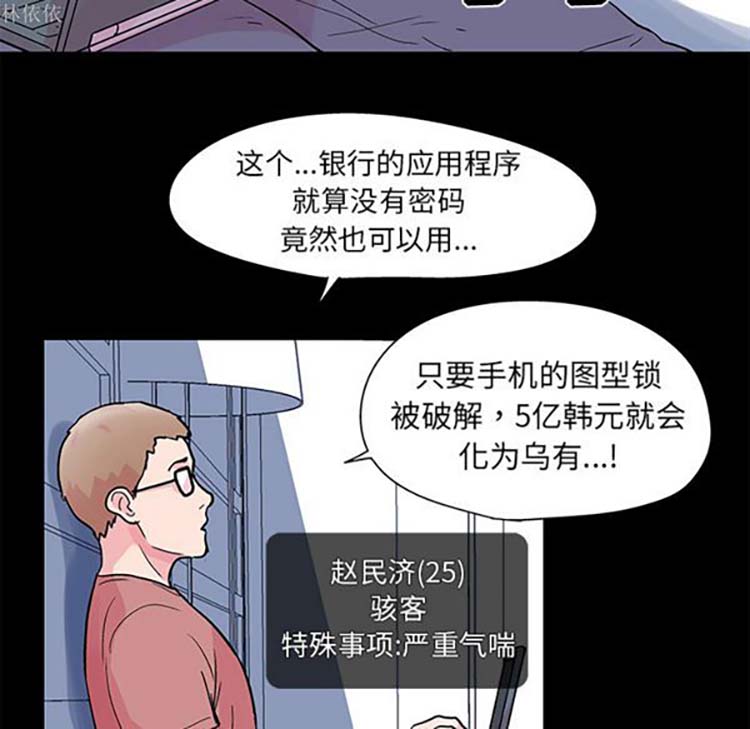 林依依
这个...银行的应用程序
就算没有密码
竟然也可以用...
只要手机的图型锁
被破解，5亿韩元就会
化为乌有...!
赵民济(25)
骇客
特殊事项:严重气喘